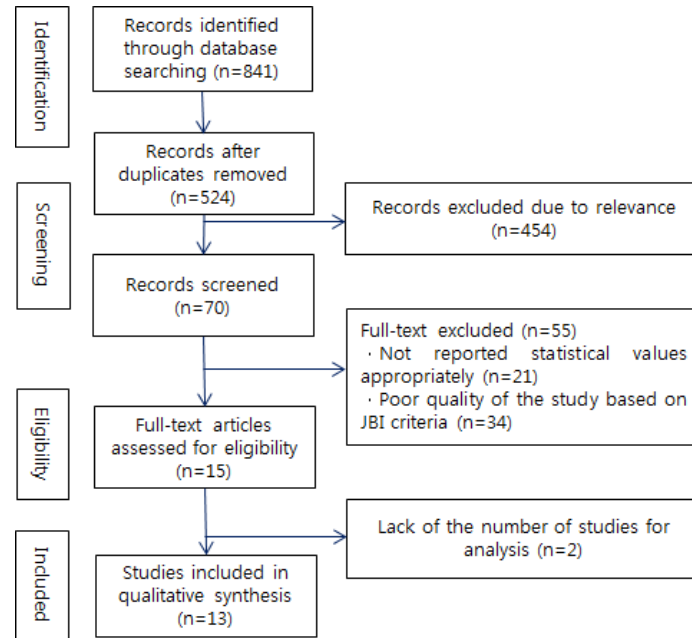 Identification
Records identified
through database
searching (n=841)
Records after
duplicates removed
(n=524)
Screening
Records excluded due to relevance
(n=454)
Records screened
(n=70)
Full-text excluded (n=55)
· Not reported statistical values
appropriately (n=21)
· Poor quality of the study based on
JBI criteria (n=34)
Eligibility
Full-text articles
assessed for eligibility
(n=15)
Lack of the number of studies for
analysis (n=2)
Included
Studies included in
qualitative synthesis
(n=13)